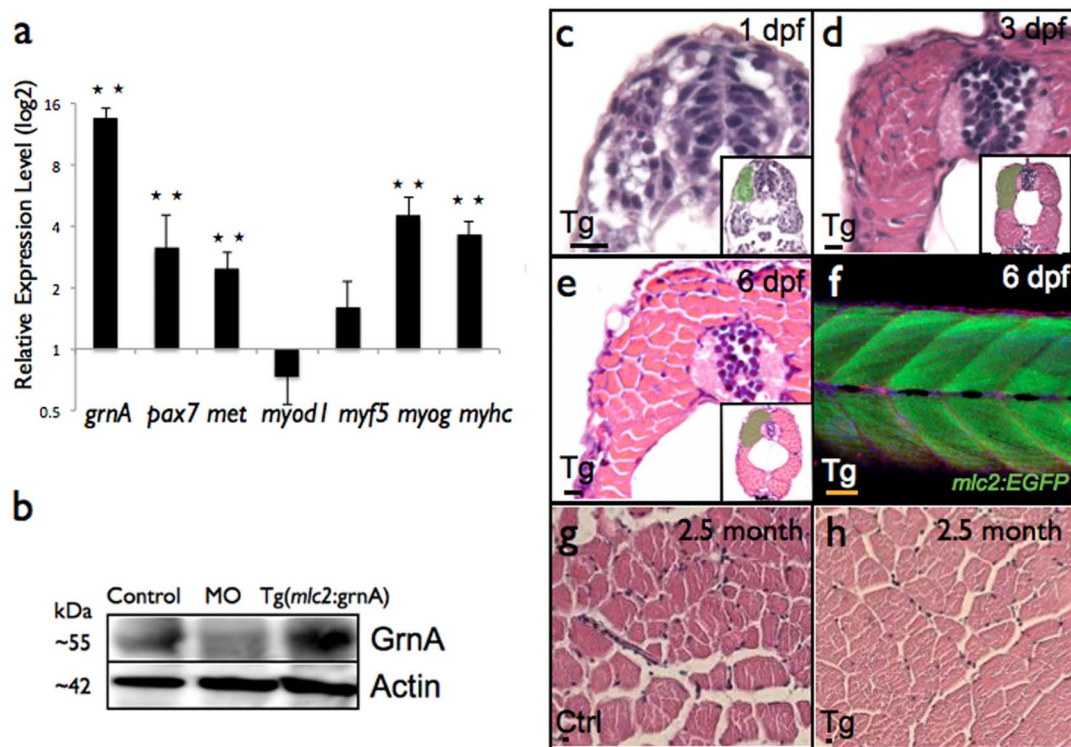 a
Relative Expression Level (log2)
16
8
4
2
1
0.5
★ ★
★ ★
★ ★
★ ★
★ ★
grnA pax7 met myod1 myf5 myog myhc
b
kDa
Control MO Tg(mlc2:grnA)
~55
GrnA
~42
Actin
c
1 dpf
Tg
d
3 dpf
Tg
e
6 dpf
Tg
f
6 dpf
Tg
mlc2:EGFP
g
2.5 month
Ctrl
h
2.5 month
Tg